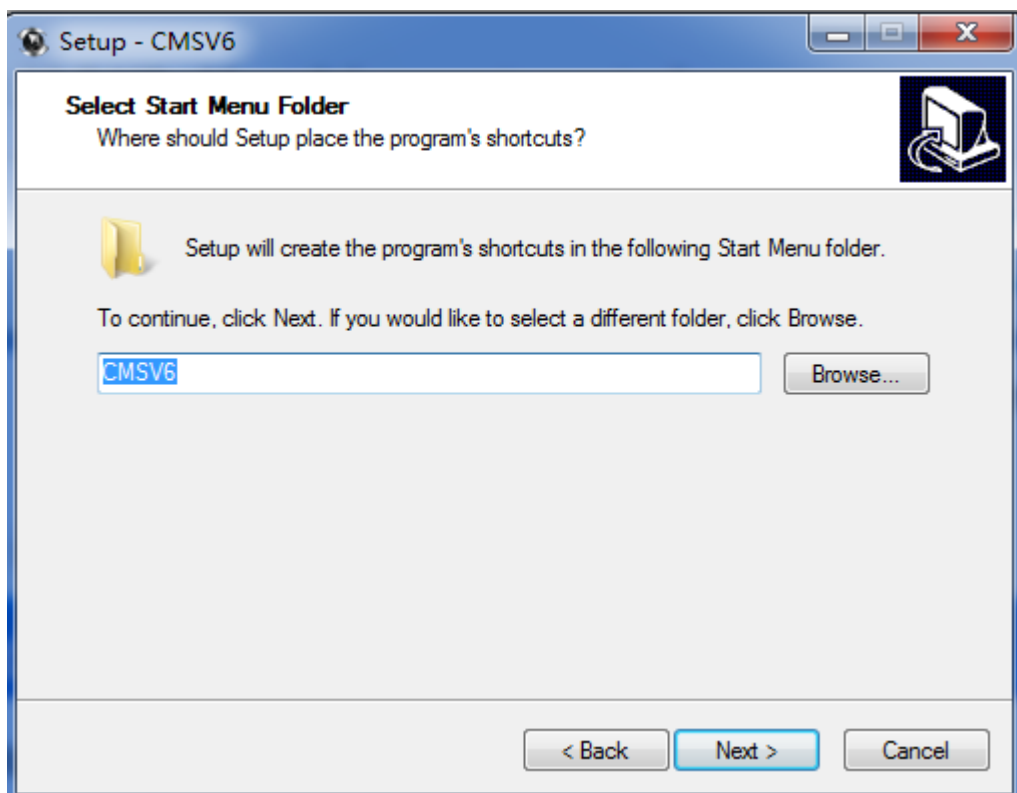 Setup - CMSV6
Select Start Menu Folder
Where should Setup place the program's shortcuts?
Setup will create the program's shortcuts in the following Start Menu folder.
To continue, click Next. If you would like to select a different folder, click Browse.
CMSV6
Browse...
< Back
Next >
Cancel